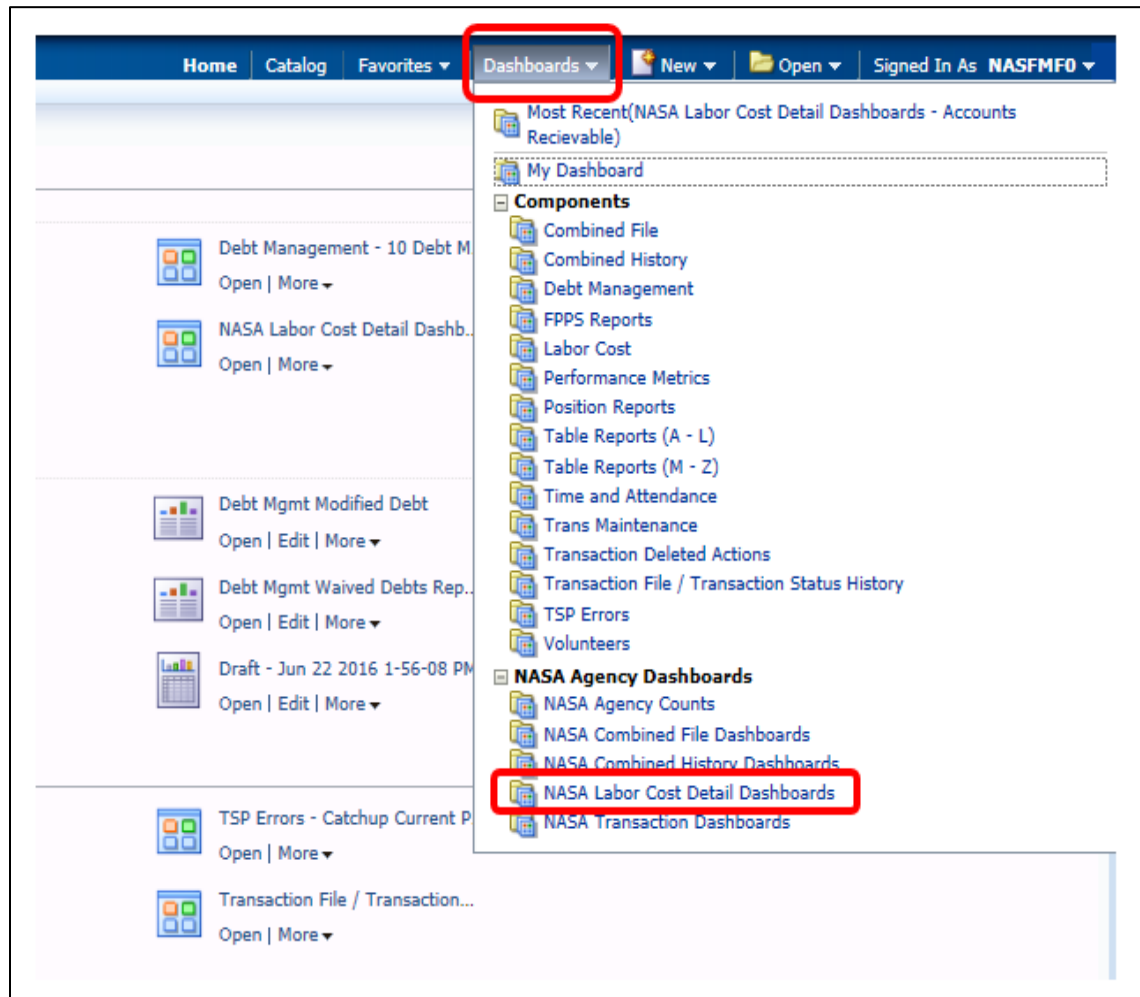 Home Catalog Favorites Dashboards New Open Signed In As NASFMF0
Most Recent(NASA Labor Cost Detail Dashboards - Accounts
Recievable)
My Dashboard
Components
Combined File
Combined History
Debt Management
FPPS Reports
Labor Cost
Performance Metrics
Position Reports
Table Reports (A - L)
Table Reports (M - Z)
Time and Attendance
Trans Maintenance
Transaction Deleted Actions
Transaction File / Transaction Status History
TSP Errors
Volunteers
NASA Agency Dashboards
NASA Agency Counts
NASA Combined File Dashboards
NASA Combined History Dashboards
NASA Labor Cost Detail Dashboards
NASA Transaction Dashboards
Debt Management - 10 Debt M
Open | More
NASA Labor Cost Detail Dashb...
Open | More
Debt Mgmt Modified Debt
Open | Edit | More
Debt Mgmt Waived Debts Rep..
Open | Edit | More
Draft - Jun 22 2016 1-56-08 PM
Open | Edit | More
TSP Errors - Catchup Current P
Open | More
Transaction File / Transaction...
Open | More